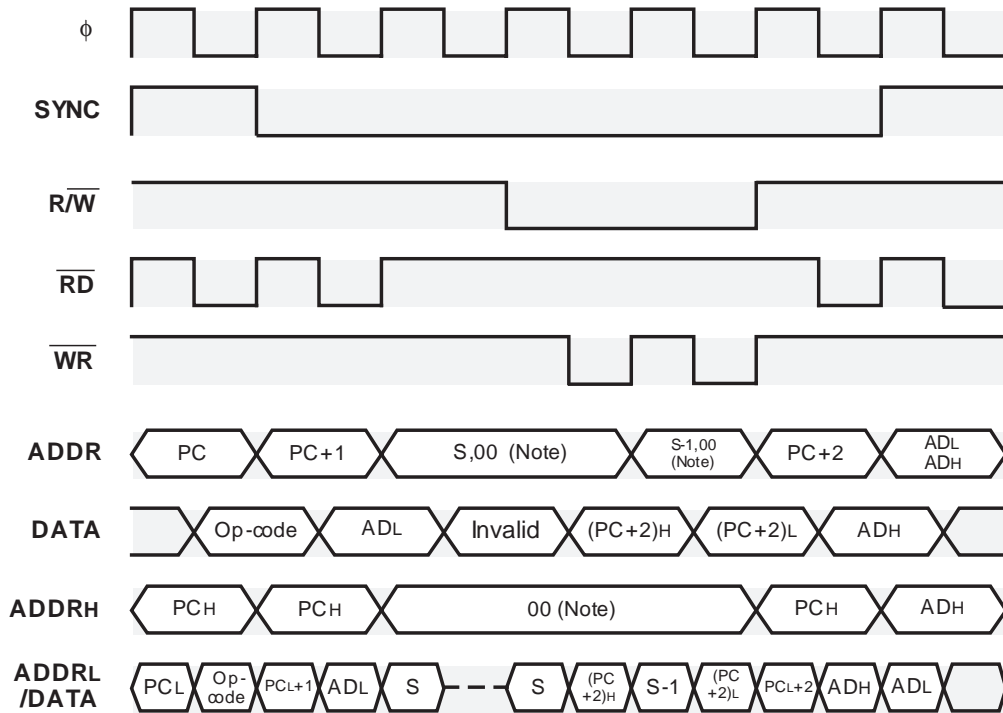 ϕ
SYNC
R/W̅
R̅D̅
W̅R̅
ADDR PC PC+1 S,00 (Note) S-1,00 (Note) PC+2 ADL ADH
DATA Op-code ADL Invalid (PC+2)H (PC+2)L ADH
ADDRH PCH PCH 00 (Note) PCH ADH
ADDRL /DATA PCL Op-code PCL+1 ADL S S (PC+2)H S-1 (PC+2)L PCL+2 ADH ADL